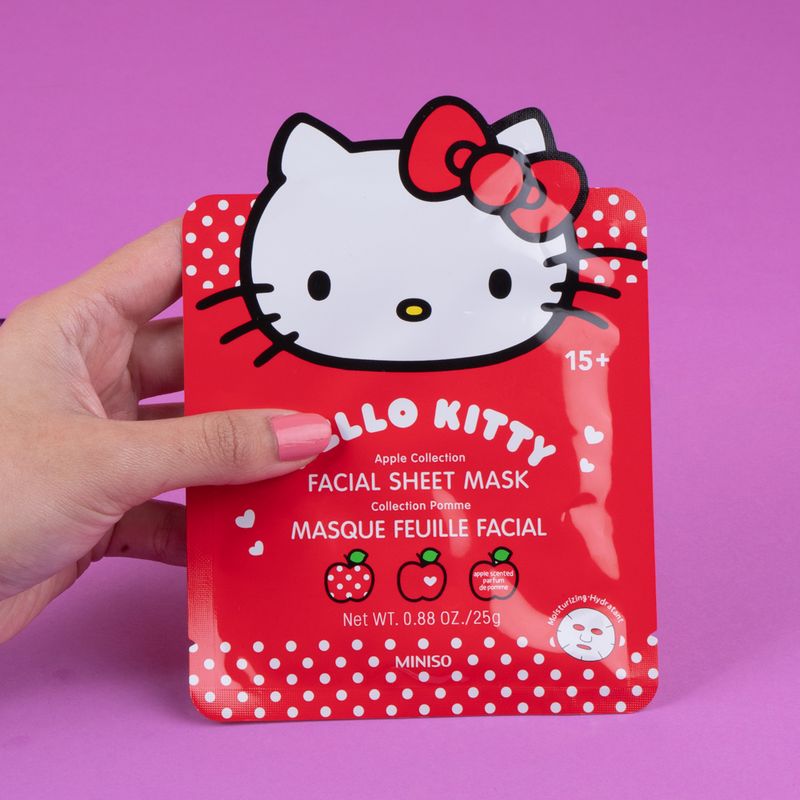 15+
ELLO KITTY
Apple Collection
FACIAL SHEET MASK
Collection Pomme
MASQUE FEUILLE FACIAL
apple scented
parfum
de pomme
Net WT. 0.88 OZ./25g
Moisturizing·Hydratant
MINISO